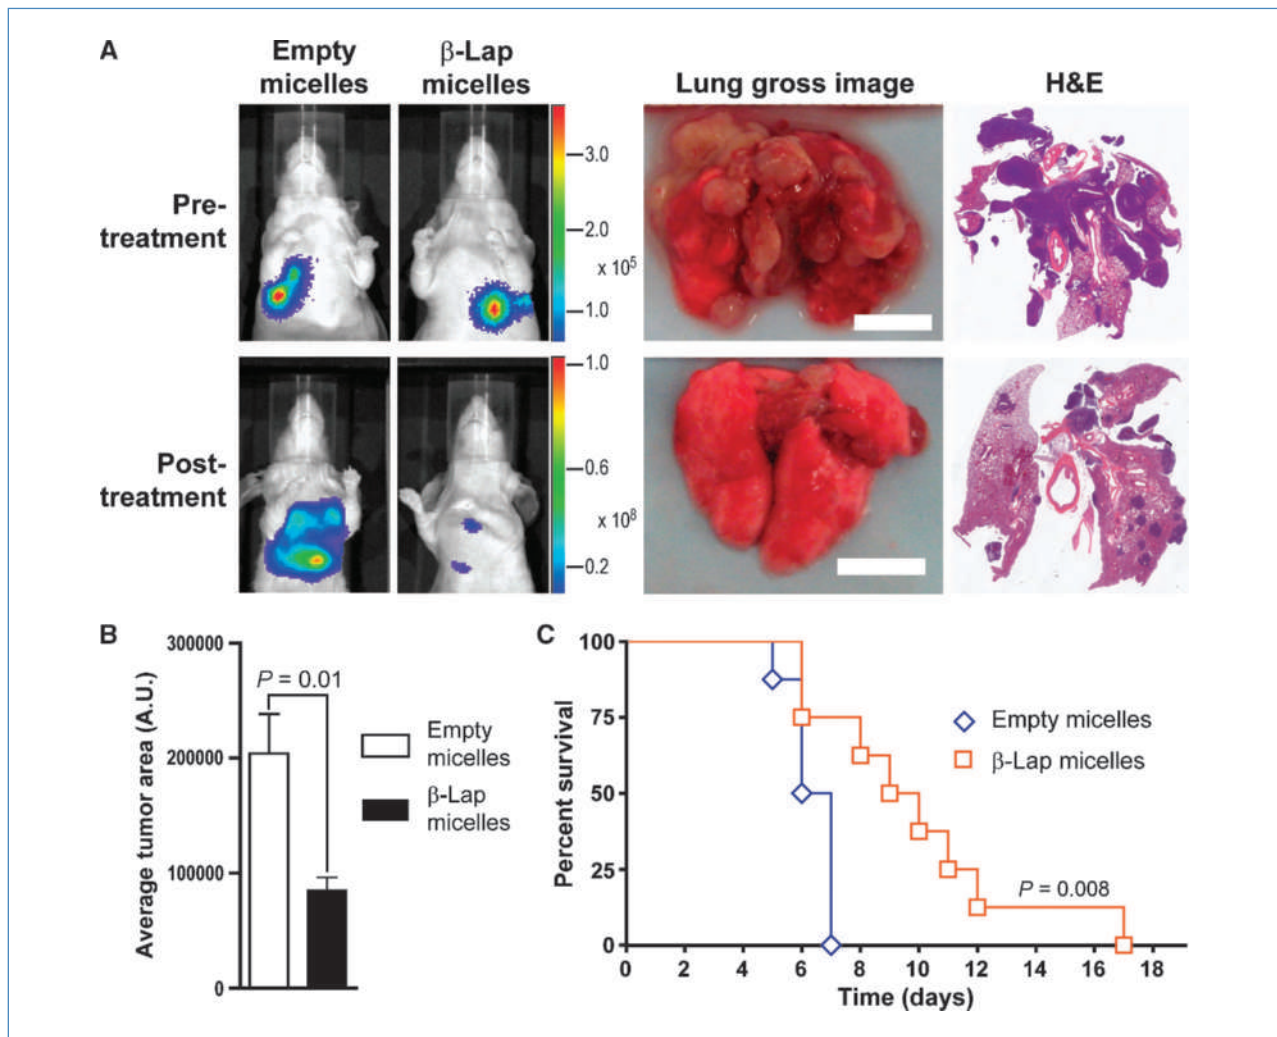 A
Empty
micelles
β-Lap
micelles
Lung gross image
H&E
Pre-
treatment
3.0
2.0
x 10⁵
1.0
Post-
treatment
1.0
0.6
x 10⁸
0.2
B
300000
200000
100000
0
Average tumor area (A.U.)
P = 0.01
Empty
micelles
β-Lap
micelles
C
100
75
50
25
0
Percent survival
Empty micelles
β-Lap micelles
P = 0.008
0 2 4 6 8 10 12 14 16 18
Time (days)